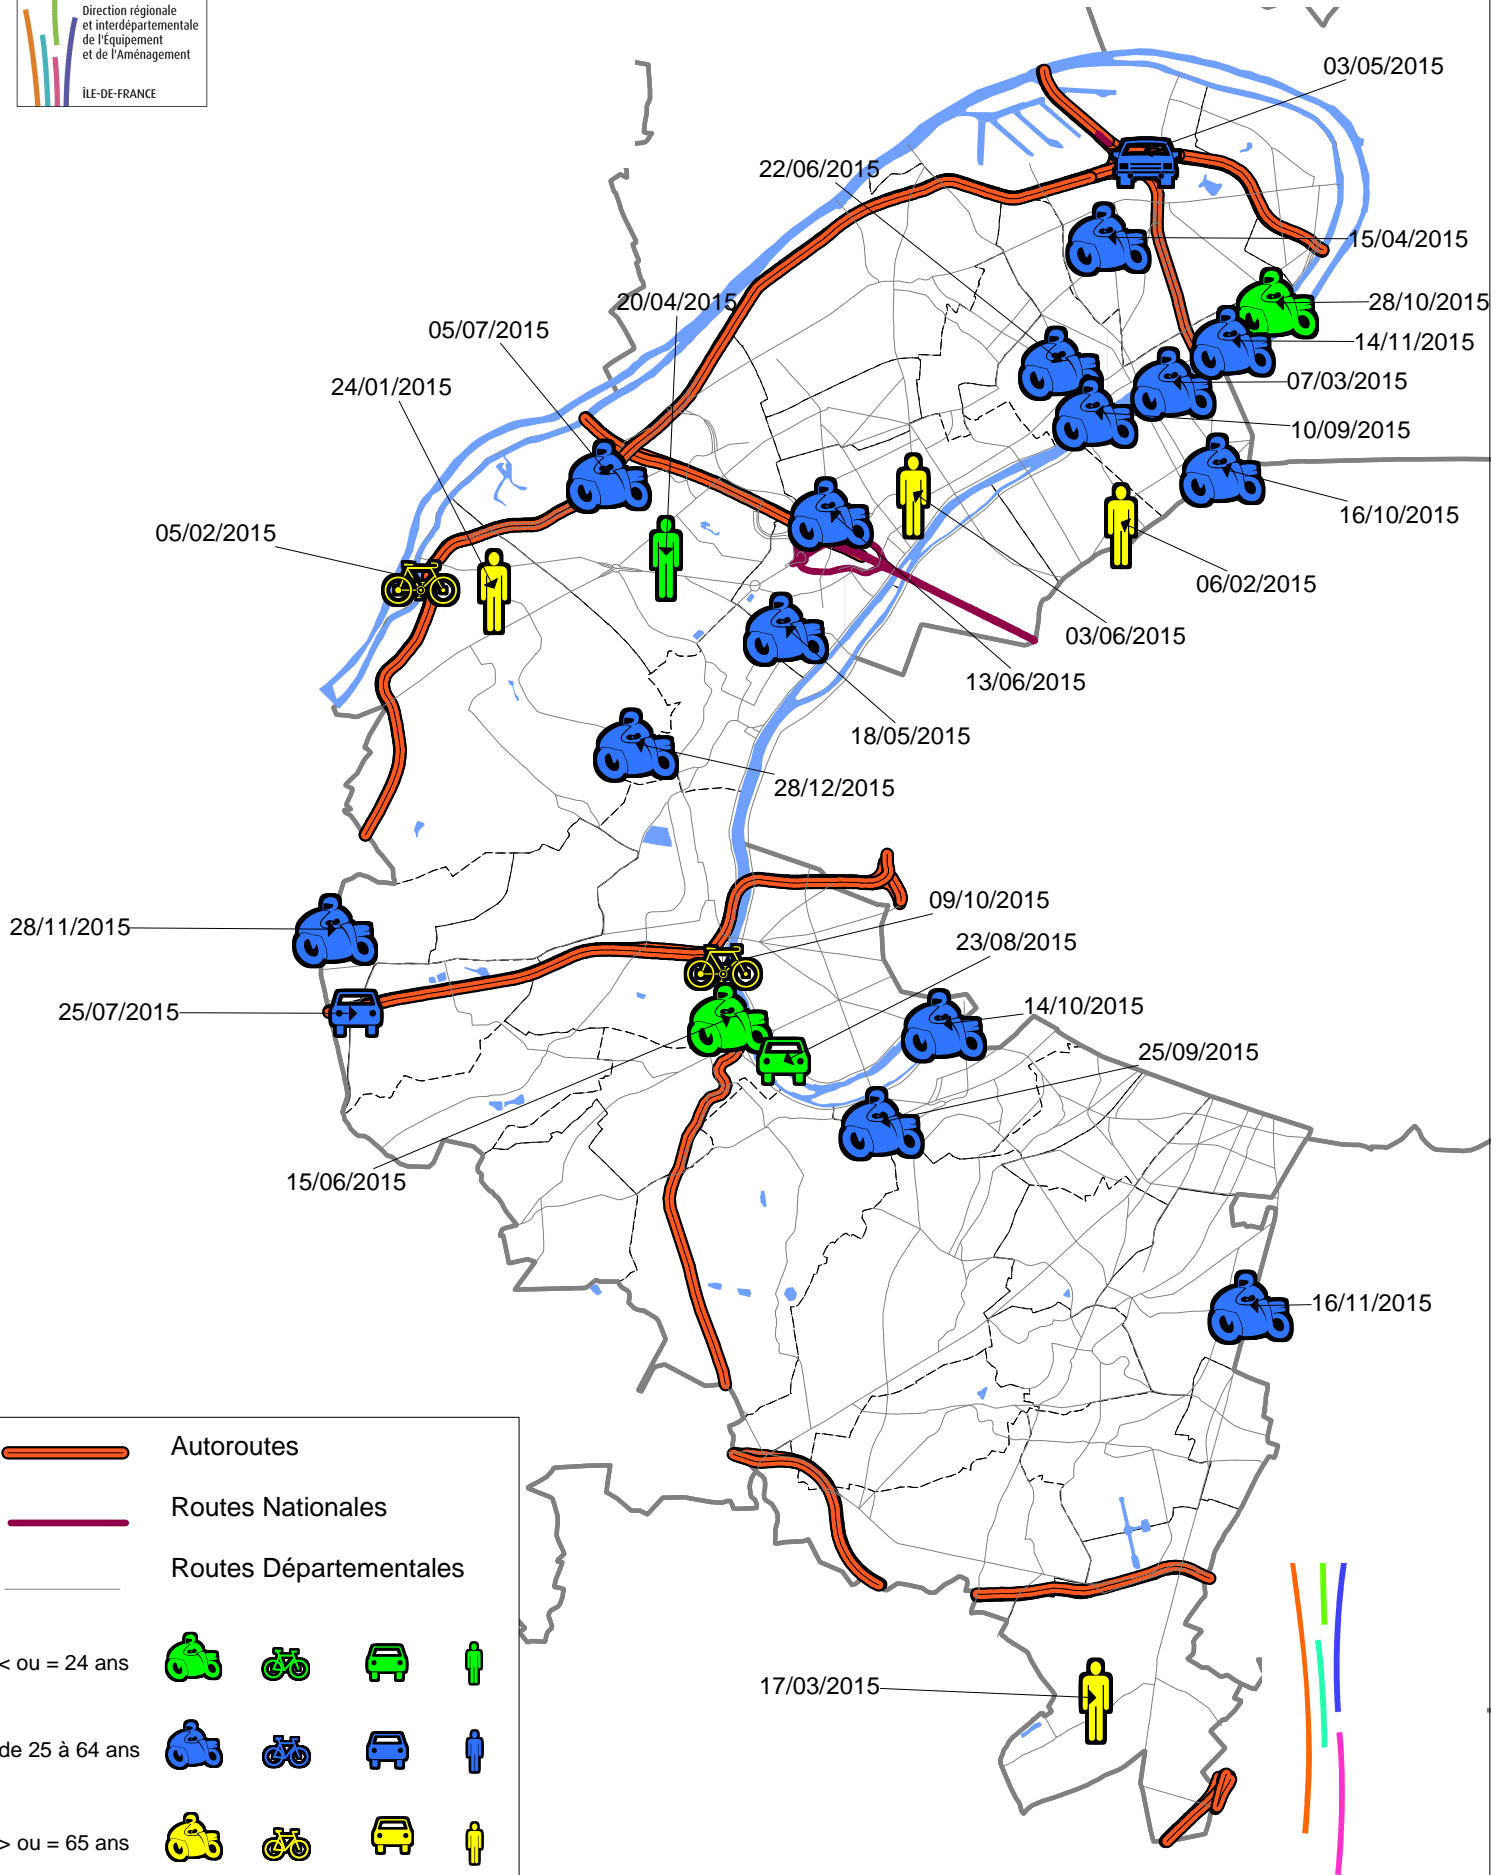 Direction régionale
et interdépartementale
de l'Équipement
et de l'Aménagement
ÎLE-DE-FRANCE
03/05/2015
22/06/2015
15/04/2015
28/10/2015
20/04/2015
05/07/2015
14/11/2015
07/03/2015
24/01/2015
10/09/2015
16/10/2015
05/02/2015
06/02/2015
03/06/2015
13/06/2015
18/05/2015
28/12/2015
09/10/2015
28/11/2015
23/08/2015
14/10/2015
25/07/2015
25/09/2015
15/06/2015
16/11/2015
Autoroutes
Routes Nationales
Routes Départementales
< ou = 24 ans
17/03/2015
de 25 à 64 ans
> ou = 65 ans